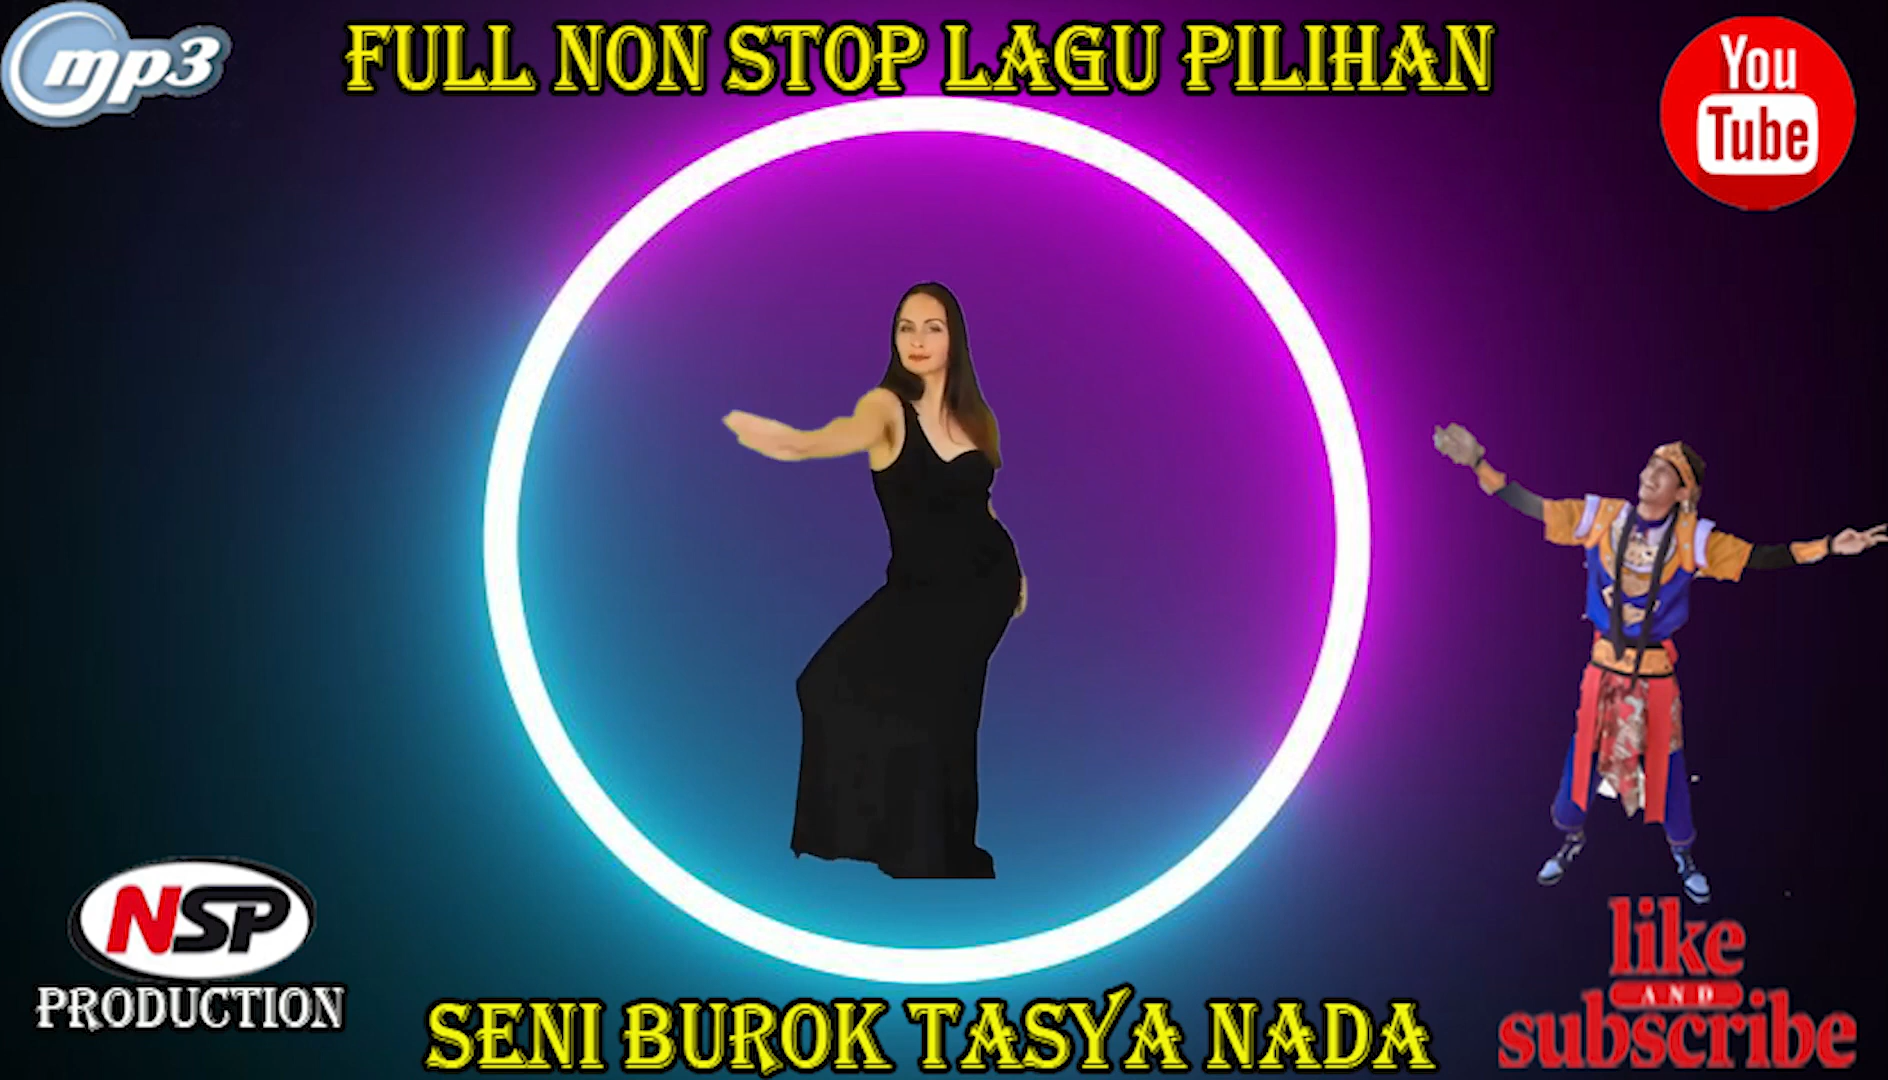 mp3
FULL NON STOP LAGU PILIHAN
You
Tube
NSP
PRODUCTION
SENI BUROK TASYA NADA
like
AND
subscribe